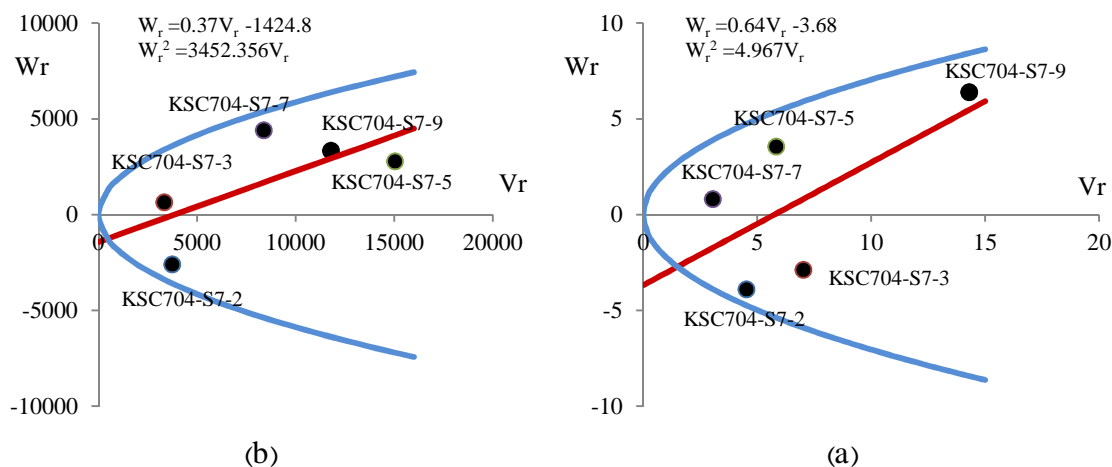 W_r =0.37V_r -1424.8
W_r^2 =3452.356V_r
Wr
10000
5000
0
-5000
-10000
KSC704-S7-7
KSC704-S7-9
KSC704-S7-3
KSC704-S7-5
KSC704-S7-2
Vr
0 5000 10000 15000 20000
(b)
W_r =0.64V_r -3.68
W_r^2 =4.967V_r
Wr
10
5
0
-5
-10
KSC704-S7-9
KSC704-S7-5
KSC704-S7-7
KSC704-S7-3
KSC704-S7-2
Vr
0 5 10 15 20
(a)